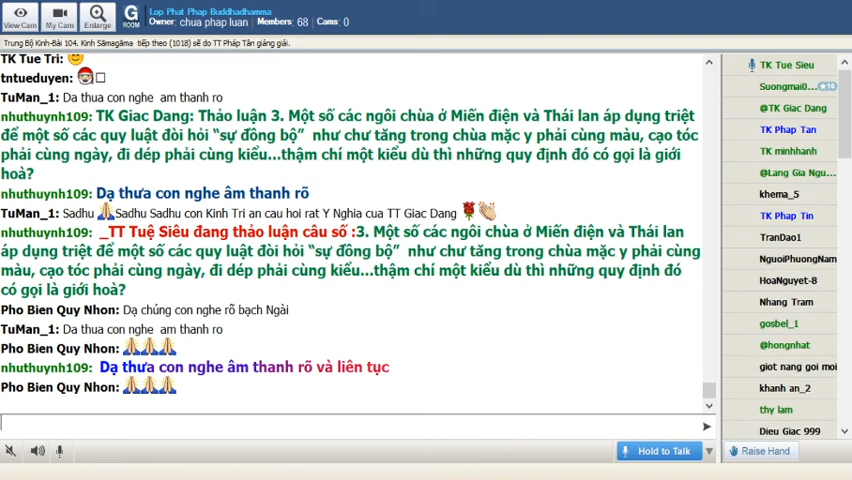 Lop Phat Phap Buddhadhamma
Owner: chua phap luan Members: 68 Cams: 0
View Cam My Cam Enlarge G ROOM
Trung Bộ Kinh-Bài 104. Kinh Sāmagāma tiếp theo (1018) sẽ do TT Pháp Tân giảng giải.
TK Tue Tri:
tntueduyen:
TuMan_1: Da thua con nghe am thanh ro
nhuthuynh109: TK Giac Dang: Thảo luận 3. Một số các ngôi chùa ở Miến điện và Thái lan áp dụng triệt
để một số các quy luật đòi hỏi “sự đồng bộ” như chư tăng trong chùa mặc y phải cùng màu, cạo tóc
phải cùng ngày, đi dép phải cùng kiểu...thậm chí một kiểu dù thì những quy định đó có gọi là giới
hoà?
nhuthuynh109: Dạ thưa con nghe âm thanh rõ
TuMan_1: Sadhu Sadhu Sadhu con Kinh Tri an cau hoi rat Y Nghia cua TT Giac Dang
nhuthuynh109: _TT Tuệ Siêu đang thảo luận câu số :3. Một số các ngôi chùa ở Miến điện và Thái lan
áp dụng triệt để một số các quy luật đòi hỏi “sự đồng bộ” như chư tăng trong chùa mặc y phải cùng
màu, cạo tóc phải cùng ngày, đi dép phải cùng kiểu...thậm chí một kiểu dù thì những quy định đó
có gọi là giới hoà?
Pho Bien Quy Nhon: Dạ chúng con nghe rõ bạch Ngài
TuMan_1: Da thua con nghe am thanh ro
Pho Bien Quy Nhon:
nhuthuynh109: Dạ thưa con nghe âm thanh rõ và liên tục
Pho Bien Quy Nhon:
Hold to Talk
TK Tue Sieu
Suongmai0... 10
@TK Giac Dang
TK Phap Tan
TK minhhanh
@Lang Gia Ngu...
khema_5
TK Phap Tin
TranDao1
NguoiPhuongNam
HoaNguyet-8
Nhang Tram
gosbel_1
@hongnhat
giot nang goi moi
khanh an_2
thy lam
Dieu Giac 999
Raise Hand